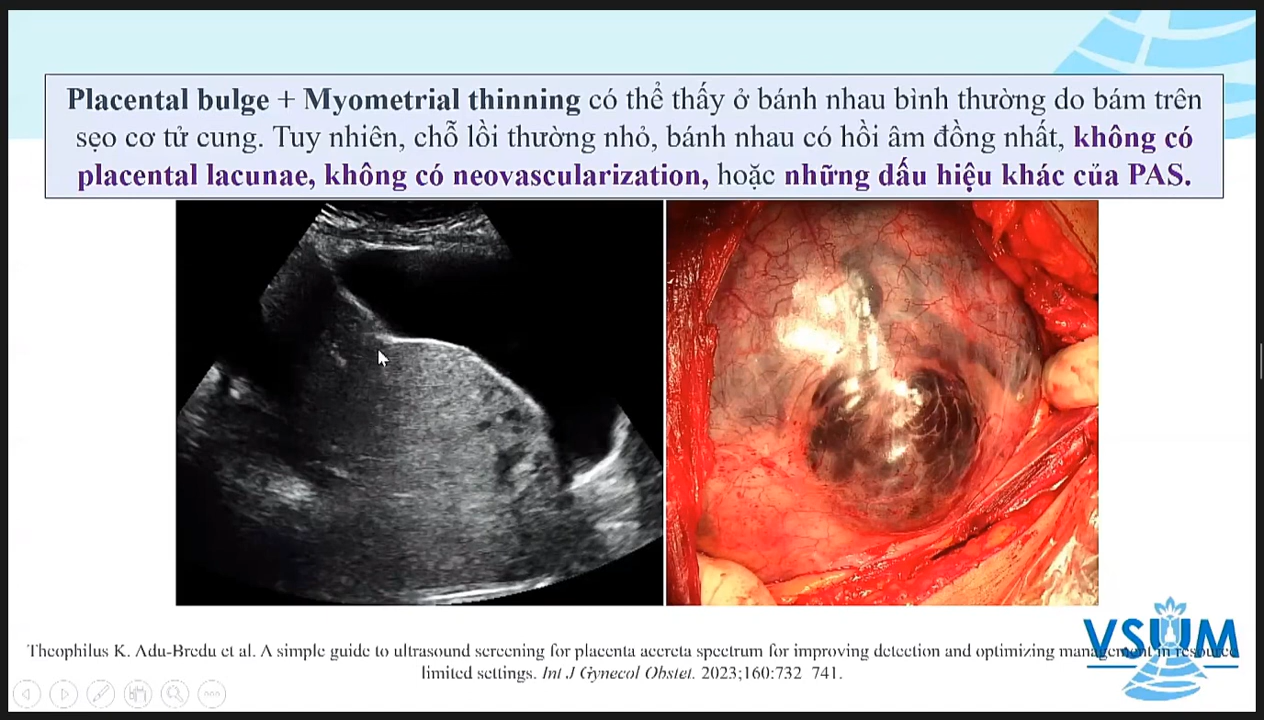 Placental bulge + Myometrial thinning có thể thấy ở bánh nhau bình thường do bám trên
sẹo cơ tử cung. Tuy nhiên, chỗ lồi thường nhỏ, bánh nhau có hồi âm đồng nhất, không có
placental lacunae, không có neovascularization, hoặc những dấu hiệu khác của PAS.
Theophilus K. Adu-Bredu et al. A simple guide to ultrasound screening for placenta accreta spectrum for improving detection and optimizing management in resource
limited settings. Int J Gynecol Obstet. 2023;160:732 741.
VSUM